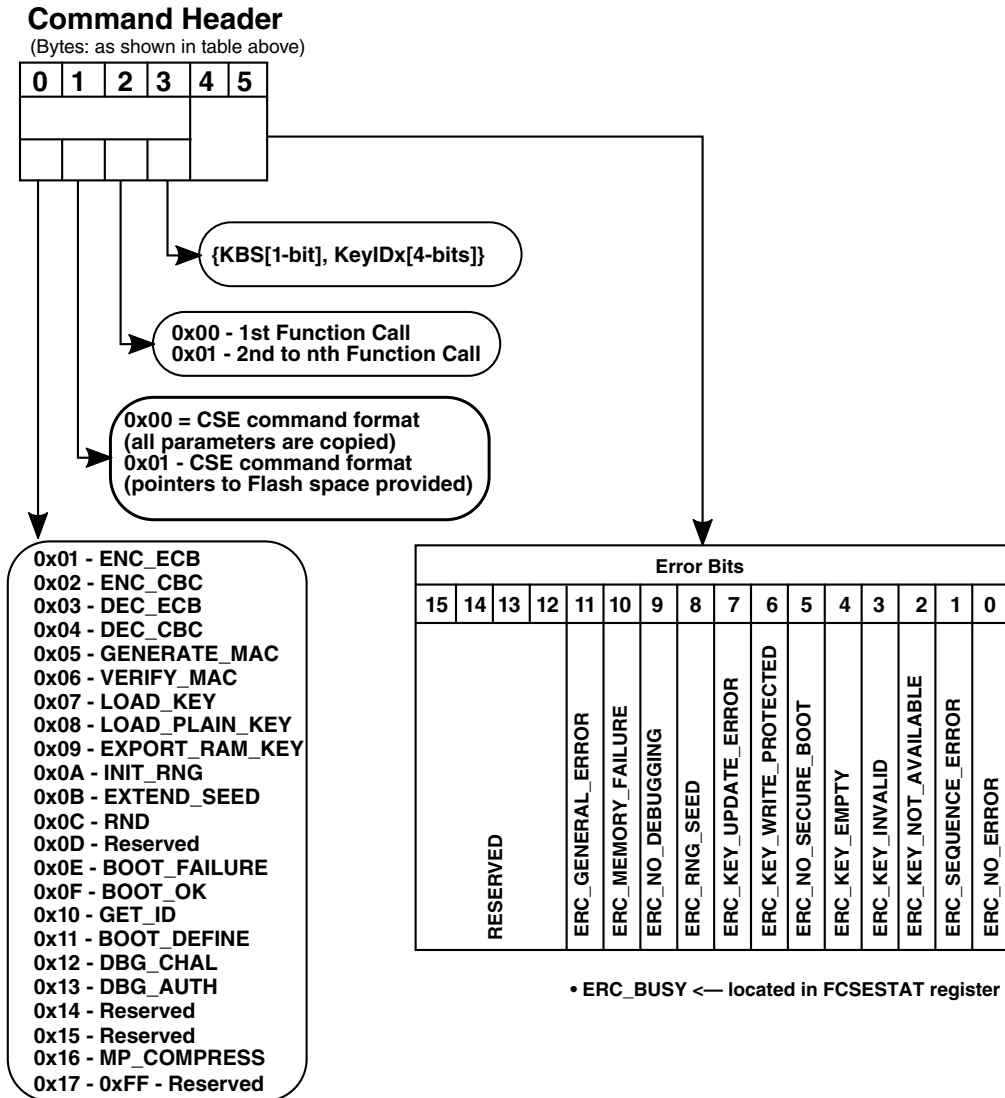 Command Header
(Bytes: as shown in table above)
0 1 2 3 4 5
{KBS[1-bit], KeyIDx[4-bits]}
0x00 - 1st Function Call
0x01 - 2nd to nth Function Call
0x00 = CSE command format
(all parameters are copied)
0x01 - CSE command format
(pointers to Flash space provided)
0x01 - ENC_ECB
0x02 - ENC_CBC
0x03 - DEC_ECB
0x04 - DEC_CBC
0x05 - GENERATE_MAC
0x06 - VERIFY_MAC
0x07 - LOAD_KEY
0x08 - LOAD_PLAIN_KEY
0x09 - EXPORT_RAM_KEY
0x0A - INIT_RNG
0x0B - EXTEND_SEED
0x0C - RND
0x0D - Reserved
0x0E - BOOT_FAILURE
0x0F - BOOT_OK
0x10 - GET_ID
0x11 - BOOT_DEFINE
0x12 - DBG_CHAL
0x13 - DBG_AUTH
0x14 - Reserved
0x15 - Reserved
0x16 - MP_COMPRESS
0x17 - 0xFF - Reserved
Error Bits
15 14 13 12 11 10 9 8 7 6 5 4 3 2 1 0
RESERVED
ERC_GENERAL_ERROR
ERC_MEMORY_FAILURE
ERC_NO_DEBUGGING
ERC_RNG_SEED
ERC_KEY_UPDATE_ERROR
ERC_KEY_WRITE_PROTECTED
ERC_NO_SECURE_BOOT
ERC_KEY_EMPTY
ERC_KEY_INVALID
ERC_KEY_NOT_AVAILABLE
ERC_SEQUENCE_ERROR
ERC_NO_ERROR
• ERC_BUSY <— located in FCSESTAT register